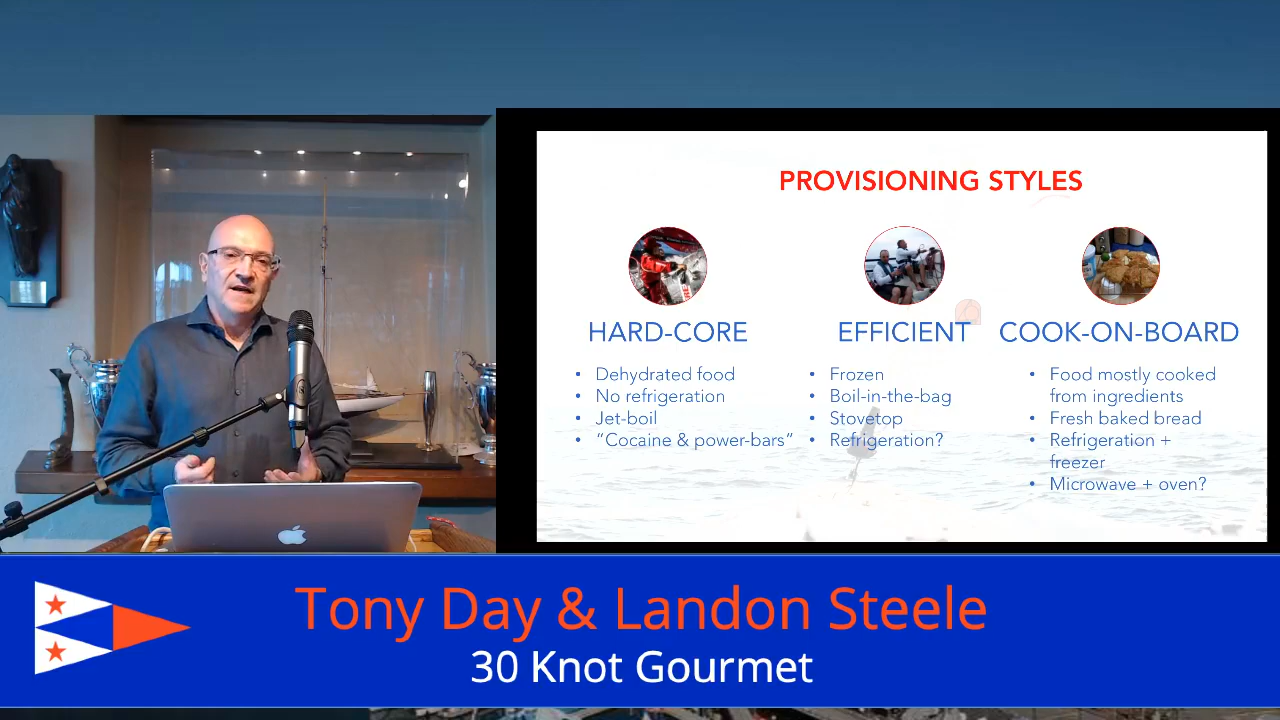 PROVISIONING STYLES
HARD-CORE
• Dehydrated food
• No refrigeration
• Jet-boil
• “Cocaine & power-bars”
EFFICIENT
• Frozen
• Boil-in-the-bag
• Stovetop
• Refrigeration?
COOK-ON-BOARD
• Food mostly cooked
from ingredients
• Fresh baked bread
• Refrigeration +
freezer
• Microwave + oven?
Tony Day & Landon Steele
30 Knot Gourmet